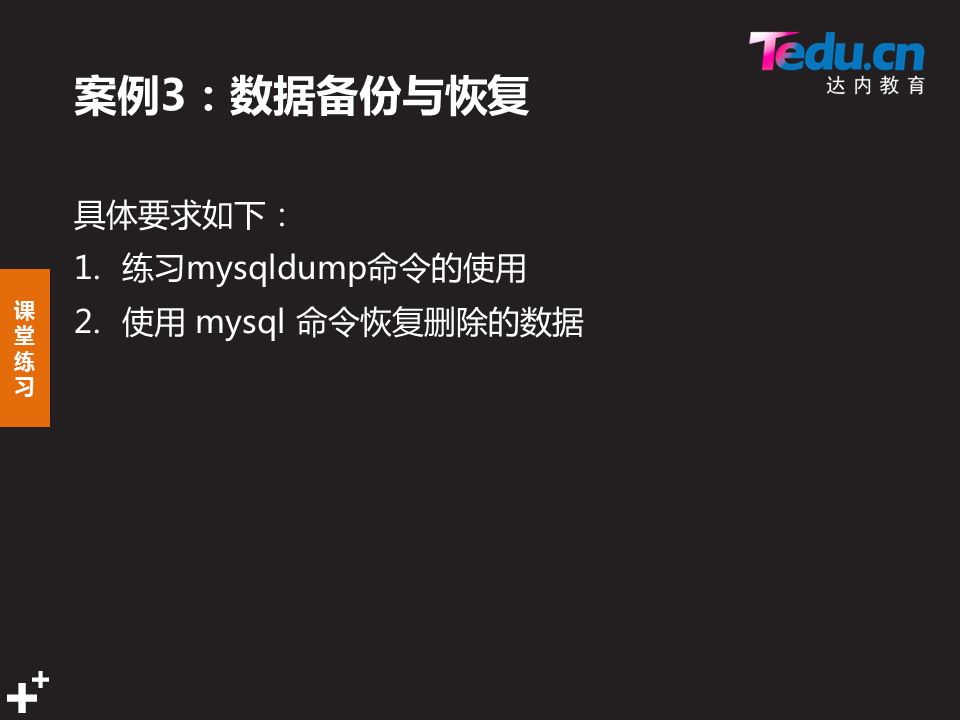 Tedu.cn
达内教育
案例3：数据备份与恢复
具体要求如下：
1. 练习mysqldump命令的使用
2. 使用 mysql 命令恢复删除的数据
课
堂
练
习